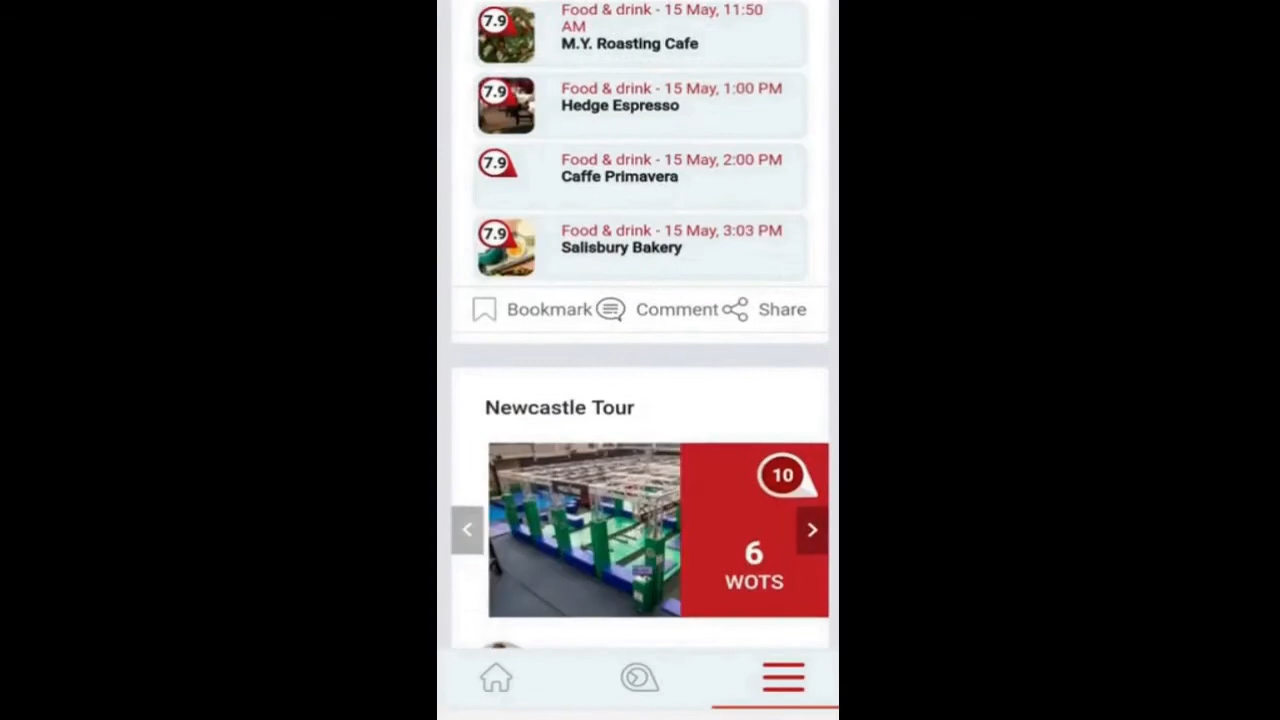 7.9
Food & drink - 15 May, 11:50
AM
M.Y. Roasting Cafe
7.9
Food & drink - 15 May, 1:00 PM
Hedge Espresso
7.9
Food & drink - 15 May, 2:00 PM
Caffe Primavera
7.9
Food & drink - 15 May, 3:03 PM
Salisbury Bakery
Bookmark Comment Share
Newcastle Tour
10
6
WOTS